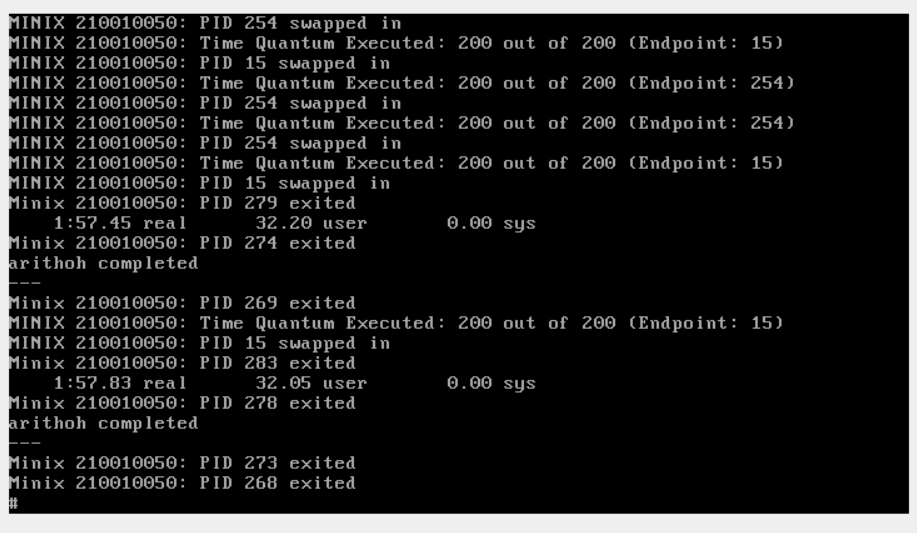 MINIX 210010050: PID 254 swapped in
MINIX 210010050: Time Quantum Executed: 200 out of 200 (Endpoint: 15)
MINIX 210010050: PID 15 swapped in
MINIX 210010050: Time Quantum Executed: 200 out of 200 (Endpoint: 254)
MINIX 210010050: PID 254 swapped in
MINIX 210010050: Time Quantum Executed: 200 out of 200 (Endpoint: 254)
MINIX 210010050: PID 254 swapped in
MINIX 210010050: Time Quantum Executed: 200 out of 200 (Endpoint: 15)
MINIX 210010050: PID 15 swapped in
Minix 210010050: PID 279 exited
1:57.45 real 32.20 user 0.00 sys
Minix 210010050: PID 274 exited
arithoh completed
---
Minix 210010050: PID 269 exited
MINIX 210010050: Time Quantum Executed: 200 out of 200 (Endpoint: 15)
MINIX 210010050: PID 15 swapped in
Minix 210010050: PID 283 exited
1:57.83 real 32.05 user 0.00 sys
Minix 210010050: PID 278 exited
arithoh completed
---
Minix 210010050: PID 273 exited
Minix 210010050: PID 268 exited
#